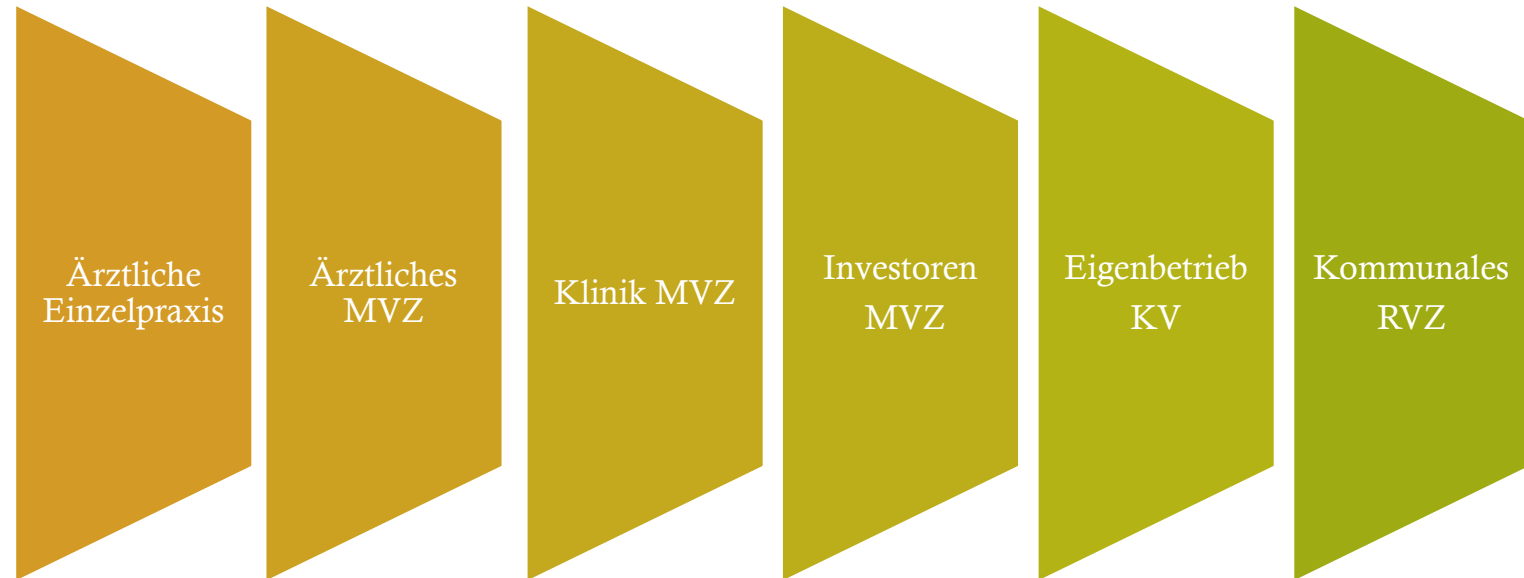 Ärztliche
Einzelpraxis
Ärztliches
MVZ
Klinik MVZ
Investoren
MVZ
Eigenbetrieb
KV
Kommunales
RVZ